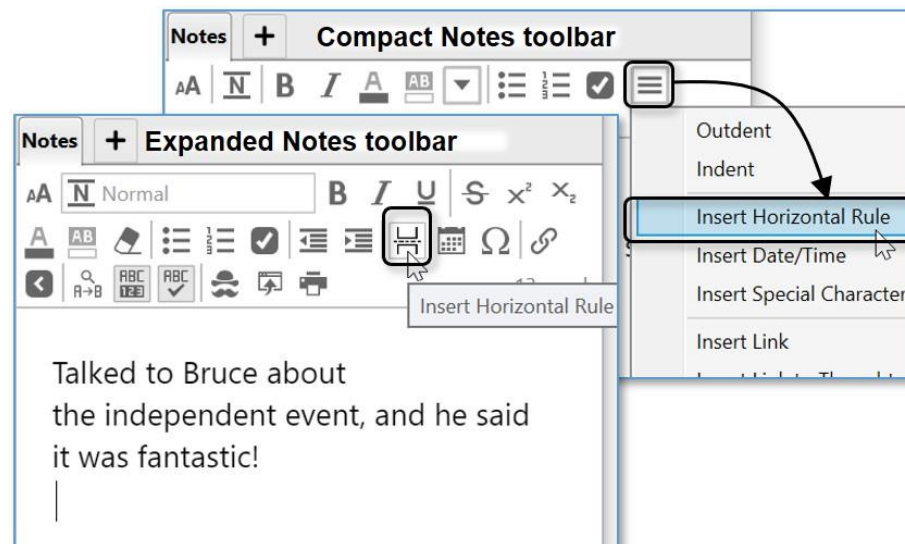 Notes + Compact Notes toolbar
AA N B I A AB
Outdent
Indent
Insert Horizontal Rule
Insert Date/Time
Insert Special Character
Insert Link
Notes + Expanded Notes toolbar
AA N Normal B I U S x² x₂
A AB Ω
A→B ABC 123 ABC
Insert Horizontal Rule
Talked to Bruce about
the independent event, and he said
it was fantastic!